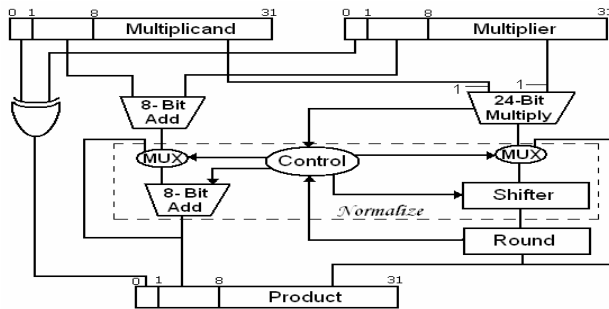 0 1 8 31
Multiplicand
0 1 8 31
Multiplier
1 1
8- Bit
Add
24-Bit
Multiply
MUX
Control
MUX
8- Bit
Add
Shifter
Normalize
Round
0 1 8 31
Product